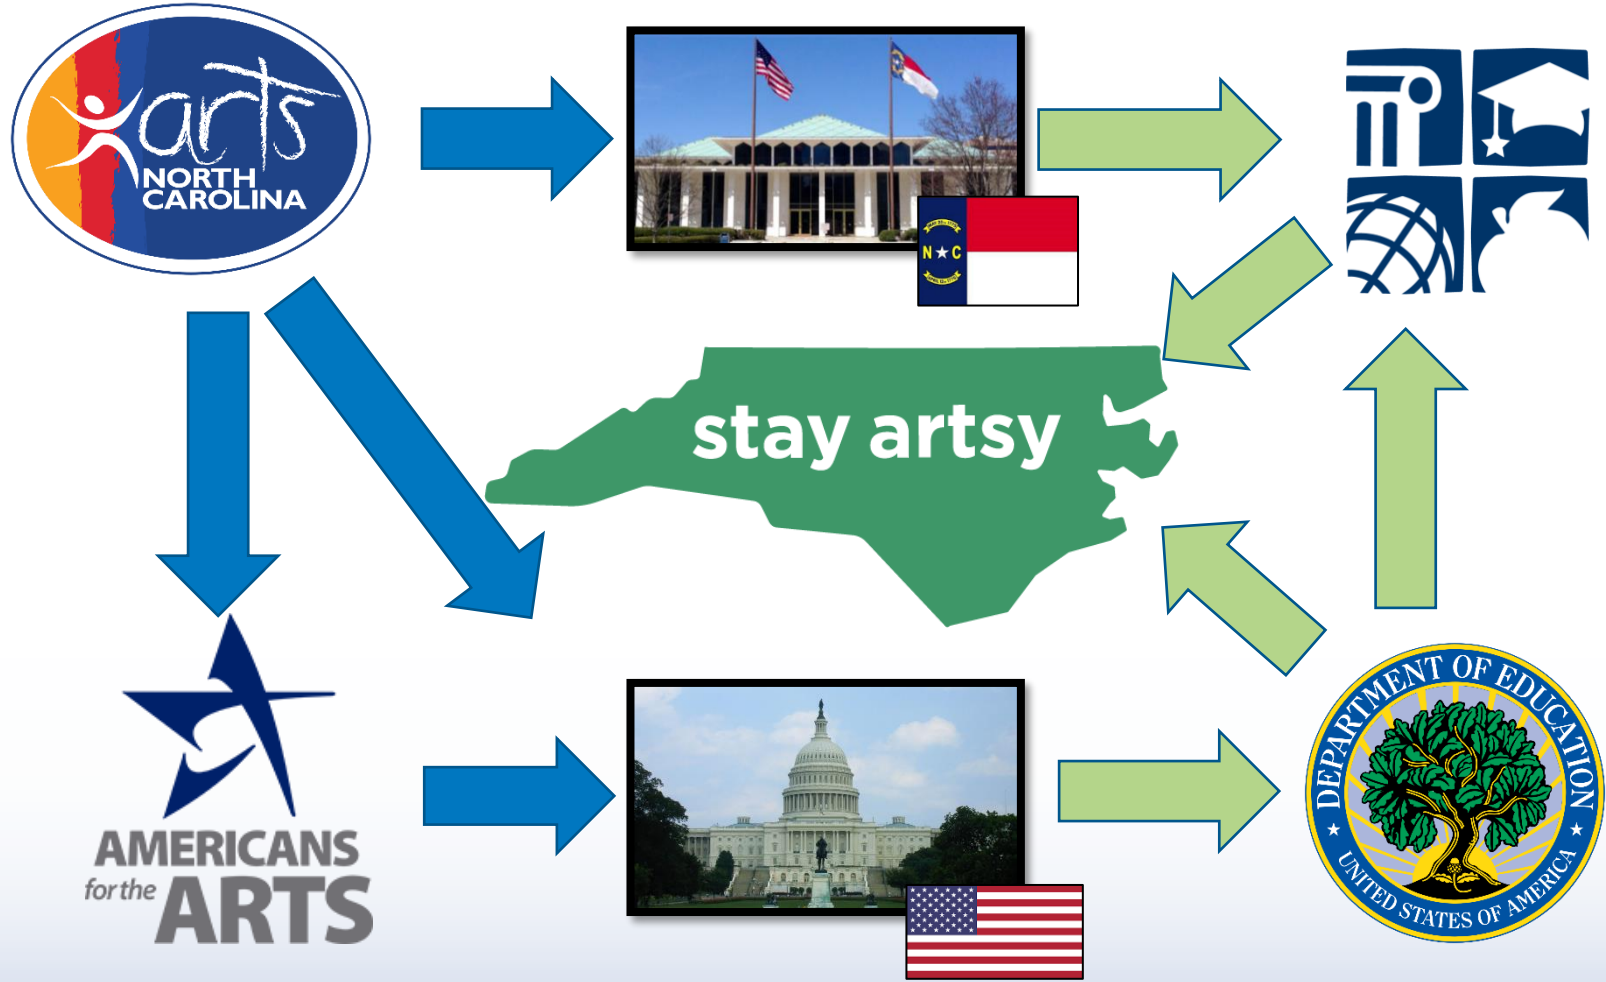 arts
NORTH
CAROLINA
N C
stay artsy
AMERICANS
for the
ARTS
DEPARTMENT OF EDUCATION
UNITED STATES OF AMERICA